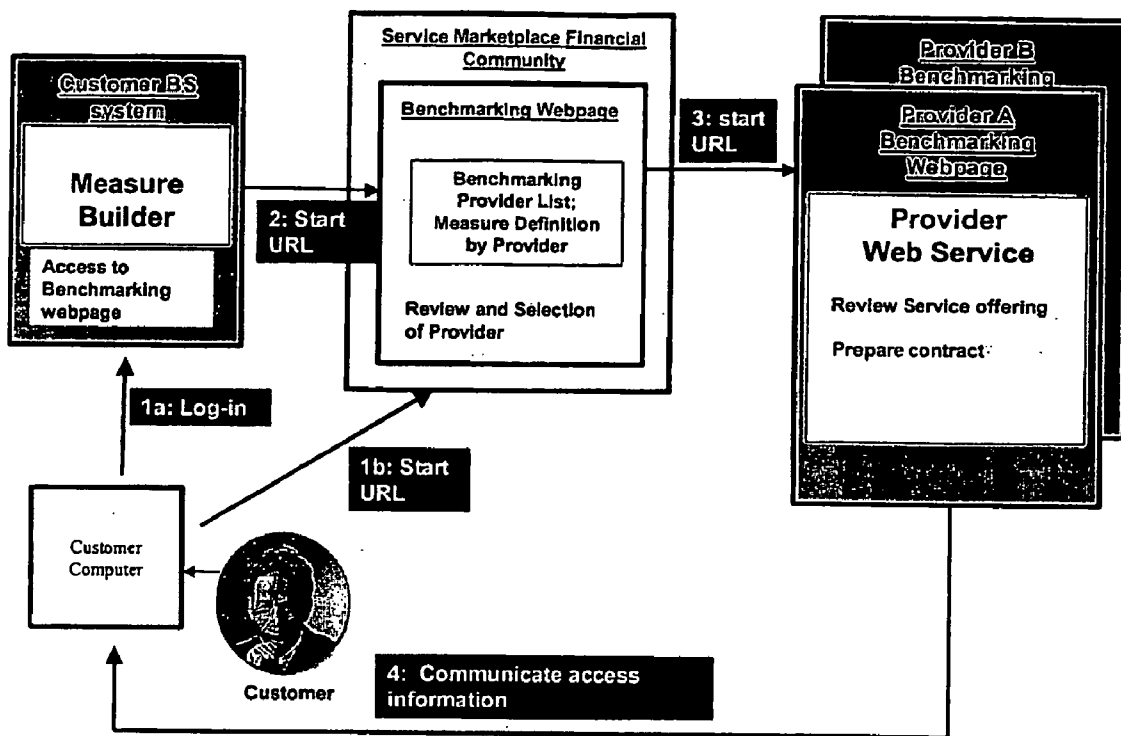 Customer BS
system
Measure
Builder
Access to
Benchmarking
webpage
2: Start
URL
Service Marketplace Financial
Community
Benchmarking Webpage
Benchmarking
Provider List;
Measure Definition
by Provider
Review and Selection
of Provider
3: start
URL
Provider B
Benchmarking
Provider A
Benchmarking
Webpage
Provider
Web Service
Review Service offering
Prepare contract
1a: Log-in
1b: Start
URL
Customer
Computer
Customer
4: Communicate access
information